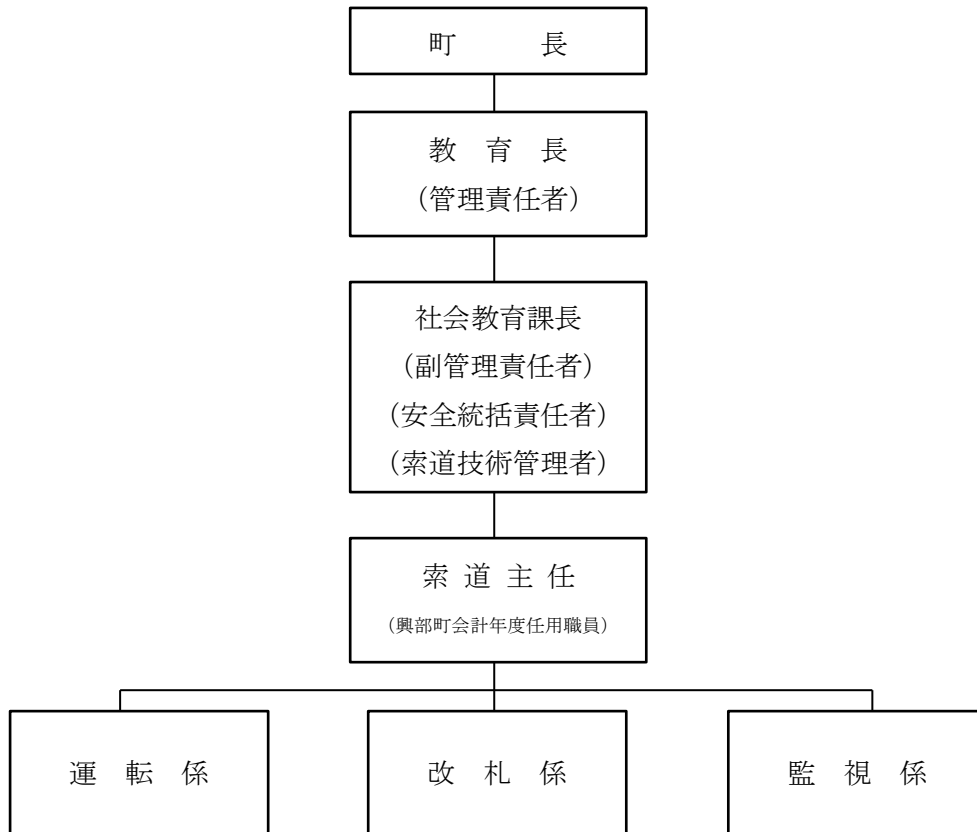 町　　　長
教　育　長
（管理責任者）
社会教育課長
（副管理責任者）
（安全統括責任者）
（索道技術管理者）
索 道 主 任
（興部町会計年度任用職員）
運　転　係
改　札　係
監　視　係